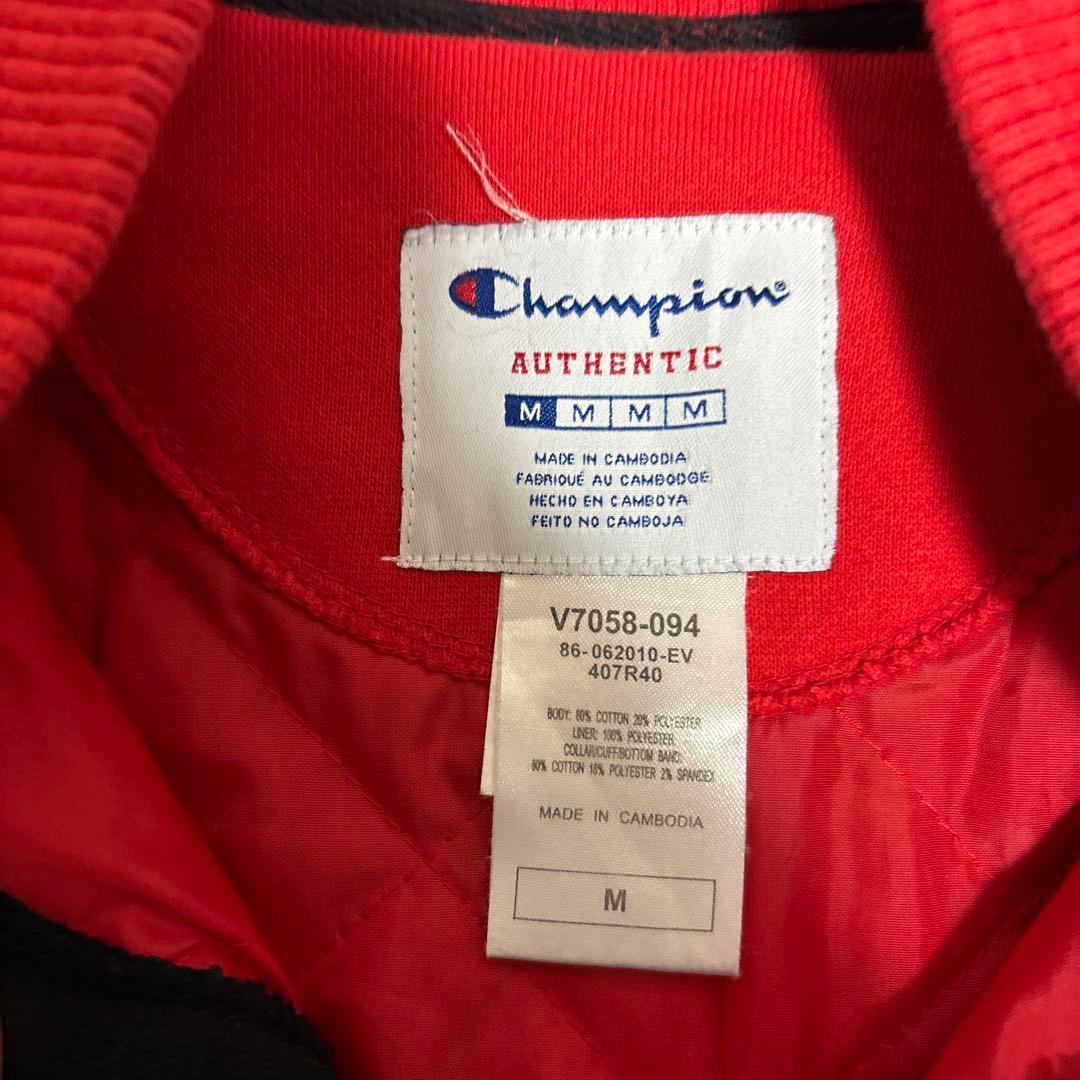 Champion®
AUTHENTIC
M M M M
MADE IN CAMBODIA
FABRIQUÉ AU CAMBODGE
HECHO EN CAMBOYA
FEITO NO CAMBOJA
V7058-094
86-062010-EV
407R40
BODY: 80% COTTON 20% POLYESTER
LINER: 100% POLYESTER
COLLAR/CUFF/BOTTOM BAND:
80% COTTON 18% POLYESTER 2% SPANDEX
MADE IN CAMBODIA
M